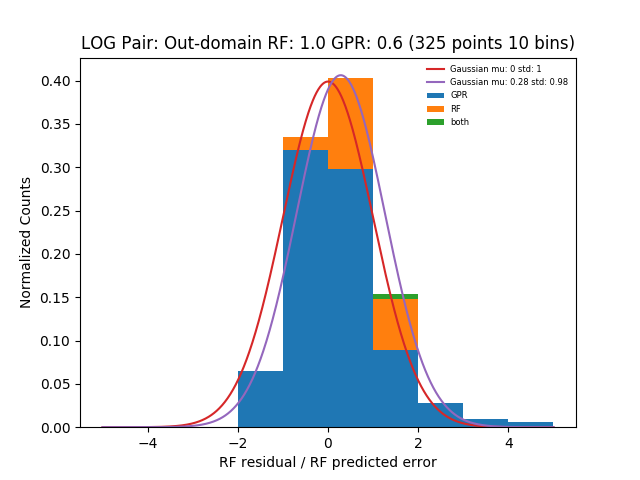 LOG Pair: Out-domain RF: 1.0 GPR: 0.6 (325 points 10 bins)
Gaussian mu: 0 std: 1
Gaussian mu: 0.28 std: 0.98
GPR
RF
both
Normalized Counts
0.40
0.35
0.30
0.25
0.20
0.15
0.10
0.05
0.00
−4
−2
0
2
4
RF residual / RF predicted error